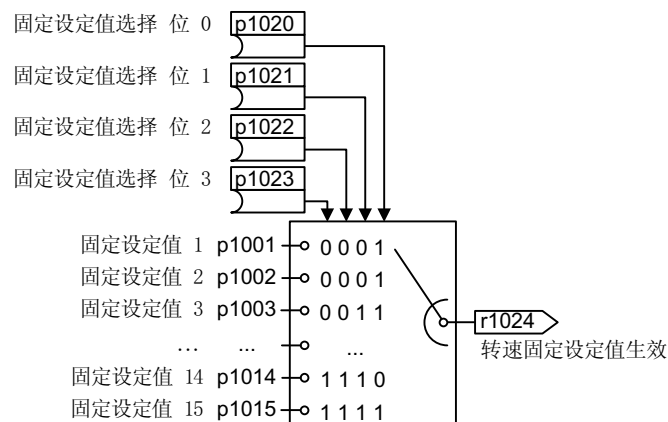 固定设定值选择 位 0 p1020
固定设定值选择 位 1 p1021
固定设定值选择 位 2 p1022
固定设定值选择 位 3 p1023
固定设定值 1 p1001 0 0 0 1
固定设定值 2 p1002 0 0 0 1
固定设定值 3 p1003 0 0 1 1
r1024
转速固定设定值生效
... ... ...
固定设定值 14 p1014 1 1 1 0
固定设定值 15 p1015 1 1 1 1